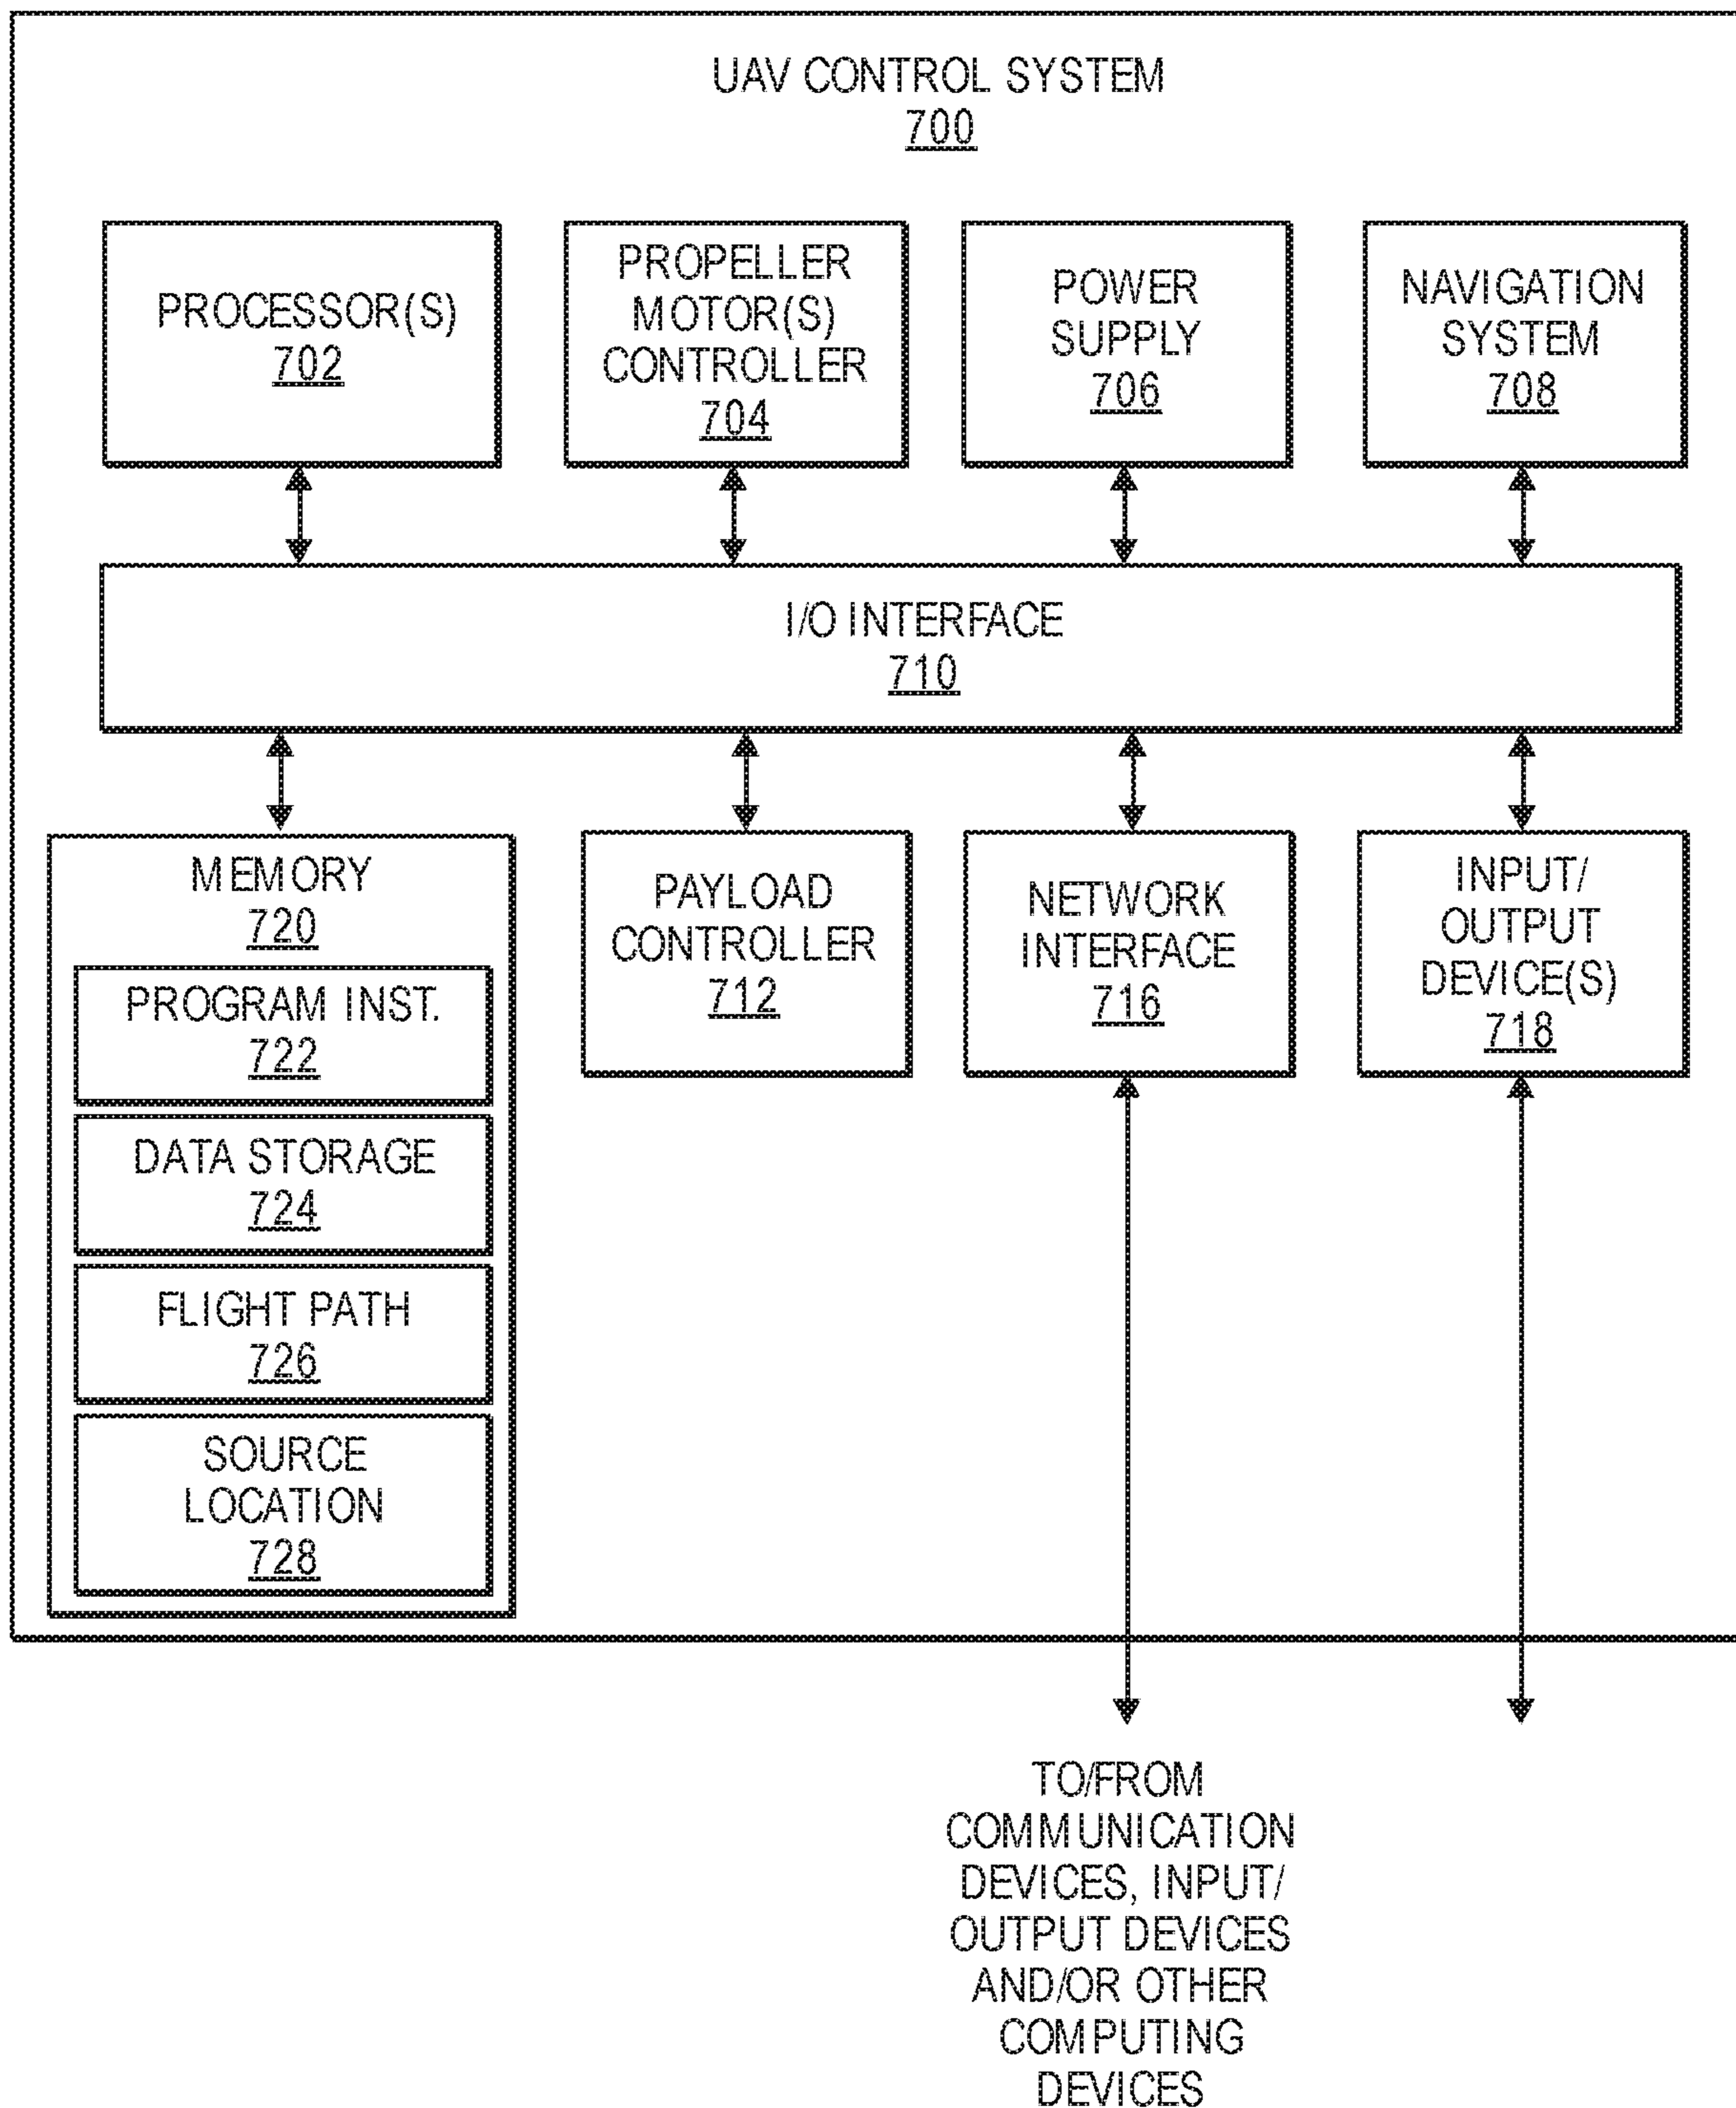 UAV CONTROL SYSTEM
700
PROCESSOR(S)
702
PROPELLER
MOTOR(S)
CONTROLLER
704
POWER
SUPPLY
706
NAVIGATION
SYSTEM
708
I/O INTERFACE
710
MEMORY
720
PROGRAM INST.
722
DATA STORAGE
724
FLIGHT PATH
726
SOURCE
LOCATION
728
PAYLOAD
CONTROLLER
712
NETWORK
INTERFACE
716
INPUT/
OUTPUT
DEVICE(S)
718
TO/FROM
COMMUNICATION
DEVICES, INPUT/
OUTPUT DEVICES
AND/OR OTHER
COMPUTING
DEVICES